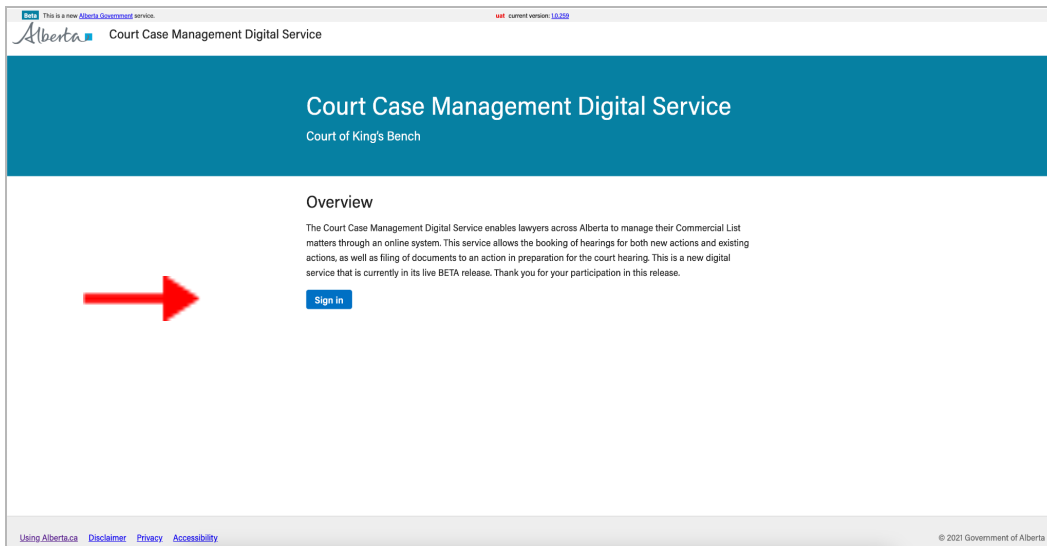 Beta This is a new Alberta Government service. uat current version: 1.0.259
Alberta Court Case Management Digital Service
Court Case Management Digital Service
Court of King's Bench
Overview
The Court Case Management Digital Service enables lawyers across Alberta to manage their Commercial List
matters through an online system. This service allows the booking of hearings for both new actions and existing
actions, as well as filing of documents to an action in preparation for the court hearing. This is a new digital
service that is currently in its live BETA release. Thank you for your participation in this release.
Sign in
Using Alberta.ca Disclaimer Privacy Accessibility © 2021 Government of Alberta